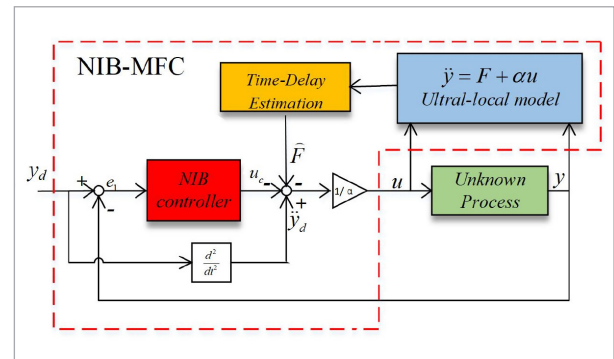 NIB-MFC
Time-Delay
Estimation
ÿ = F + αu
Ultral-local model
F̂
y_d
+
e₁
-
NIB
controller
u_c
-
-
+
ÿ_d
1/α
u
Unknown
Process
y
d²
dt²